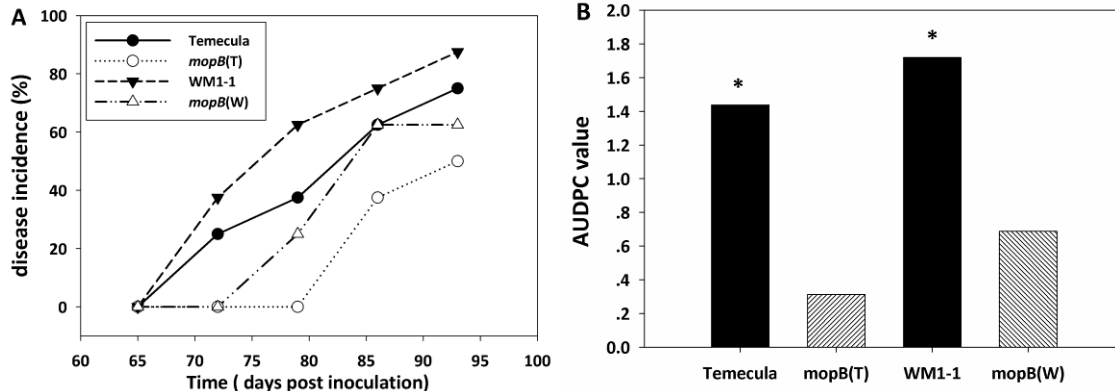 A
disease incidence (%)
100
80
60
40
20
0
Temecula
mopB(T)
WM1-1
mopB(W)
60 65 70 75 80 85 90 95 100
Time ( days post inoculation)
B
AUDPC value
2.0
1.8
1.6
1.4
1.2
1.0
.8
.6
.4
.2
0
*
*
Temecula mopB(T) WM1-1 mopB(W)